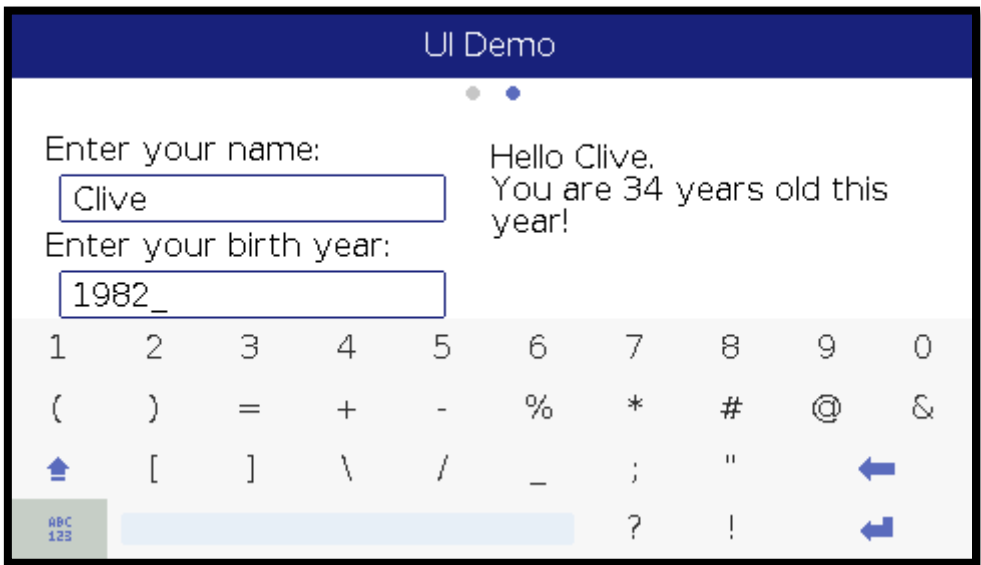 UI Demo
Enter your name:
Clive
Enter your birth year:
1982_
Hello Clive.
You are 34 years old this
year!
1 2 3 4 5 6 7 8 9 0
( ) = + - % * # @ &
[ ] \ / _ ; "
ABC
123
? !